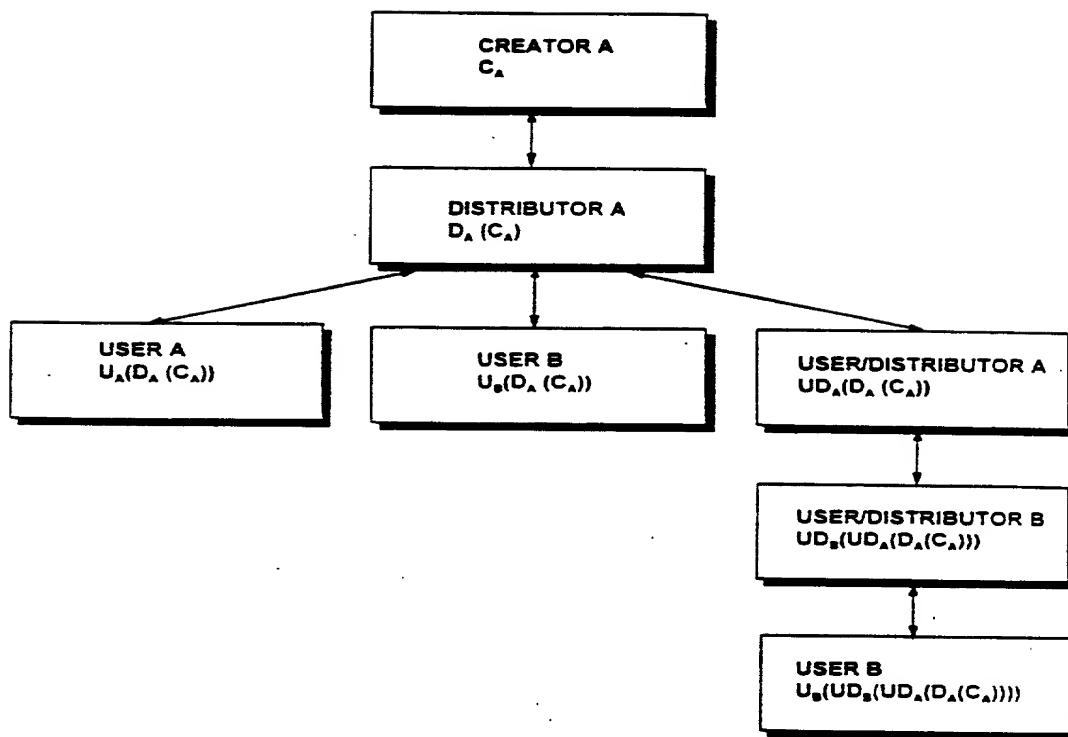 CREATOR A
C_A
DISTRIBUTOR A
D_A (C_A)
USER A
U_A(D_A (C_A))
USER B
U_B(D_A (C_A))
USER/DISTRIBUTOR A
UD_A(D_A (C_A))
USER/DISTRIBUTOR B
UD_B(UD_A(D_A(C_A)))
USER B
U_B(UD_B(UD_A(D_A(C_A))))